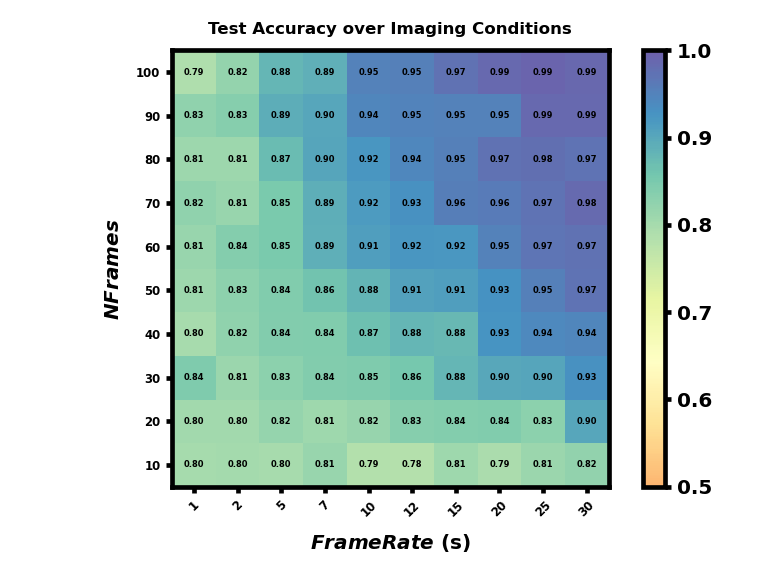 Test Accuracy over Imaging Conditions
100 0.79 0.82 0.88 0.89 0.95 0.95 0.97 0.99 0.99 0.99
90 0.83 0.83 0.89 0.90 0.94 0.95 0.95 0.95 0.99 0.99
80 0.81 0.81 0.87 0.90 0.92 0.94 0.95 0.97 0.98 0.97
70 0.82 0.81 0.85 0.89 0.92 0.93 0.96 0.96 0.97 0.98
60 0.81 0.84 0.85 0.89 0.91 0.92 0.92 0.95 0.97 0.97
50 0.81 0.83 0.84 0.86 0.88 0.91 0.91 0.93 0.95 0.97
40 0.80 0.82 0.84 0.84 0.87 0.88 0.88 0.93 0.94 0.94
30 0.84 0.81 0.83 0.84 0.85 0.86 0.88 0.90 0.90 0.93
20 0.80 0.80 0.82 0.81 0.82 0.83 0.84 0.84 0.83 0.90
10 0.80 0.80 0.80 0.81 0.79 0.78 0.81 0.79 0.81 0.82
1 2 5 7 10 12 15 20 25 30
FrameRate (s)
NFrames
1.0
0.9
0.8
0.7
0.6
0.5